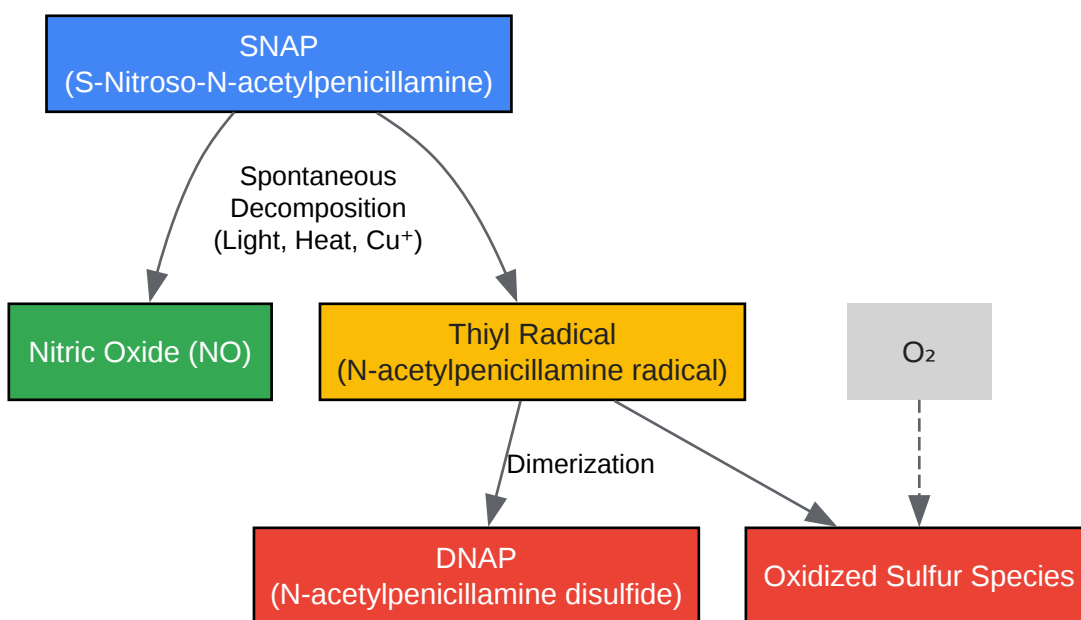 SNAP
(S-Nitroso-N-acetylpenicillamine)
Spontaneous
Decomposition
(Light, Heat, Cu⁺)
Nitric Oxide (NO)
Thiyl Radical
(N-acetylpenicillamine radical)
O₂
Dimerization
DNAP
(N-acetylpenicillamine disulfide)
Oxidized Sulfur Species